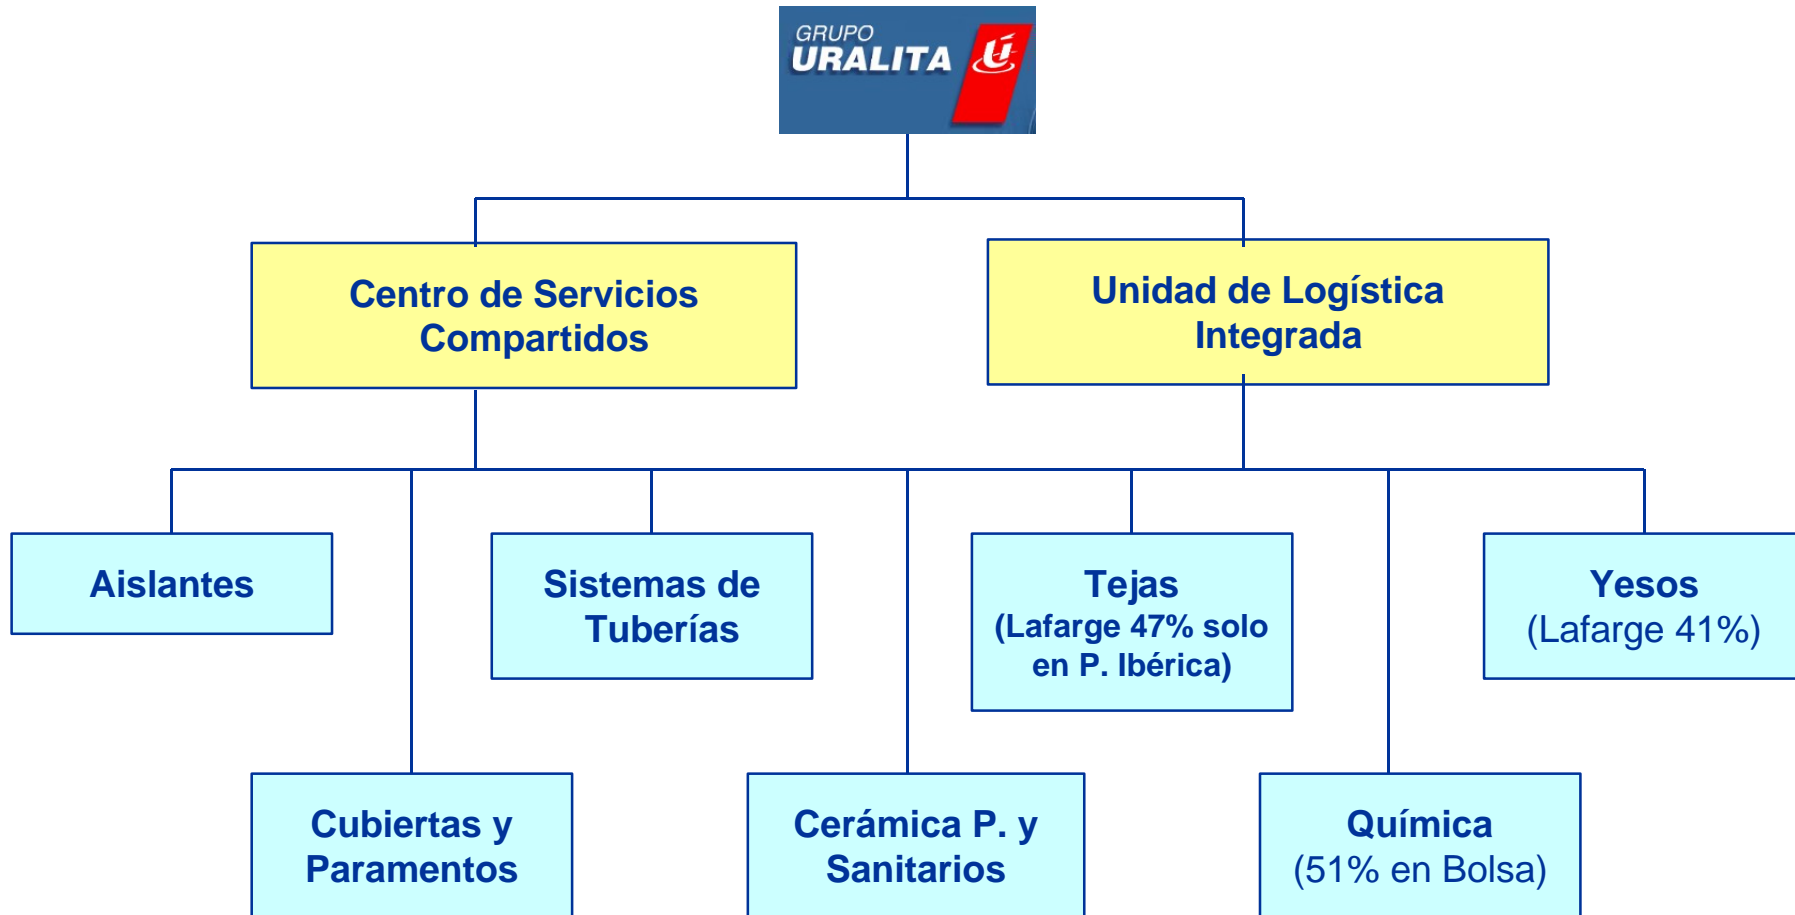 GRUPO
URALITA
Centro de Servicios
Compartidos
Unidad de Logística
Integrada
Aislantes
Sistemas de
Tuberías
Tejas
(Lafarge 47% solo
en P. Ibérica)
Yesos
(Lafarge 41%)
Cubiertas y
Paramentos
Cerámica P. y
Sanitarios
Química
(51% en Bolsa)